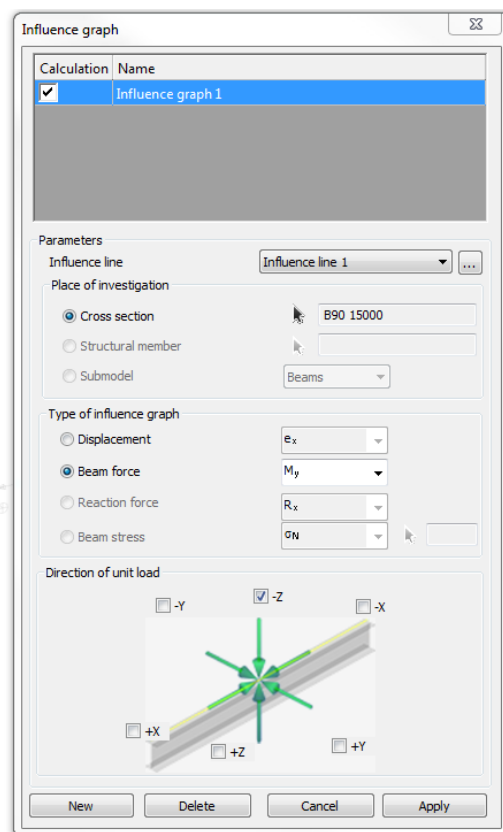 Influence graph
Calculation Name
Influence graph 1
Parameters
Influence line Influence line 1 ...
Place of investigation
Cross section B90 15000
Structural member
Submodel Beams
Type of influence graph
Displacement eₓ
Beam force Mᵧ
Reaction force Rₓ
Beam stress σN
Direction of unit load
-Y -Z -X
+X +Z +Y
New Delete Cancel Apply